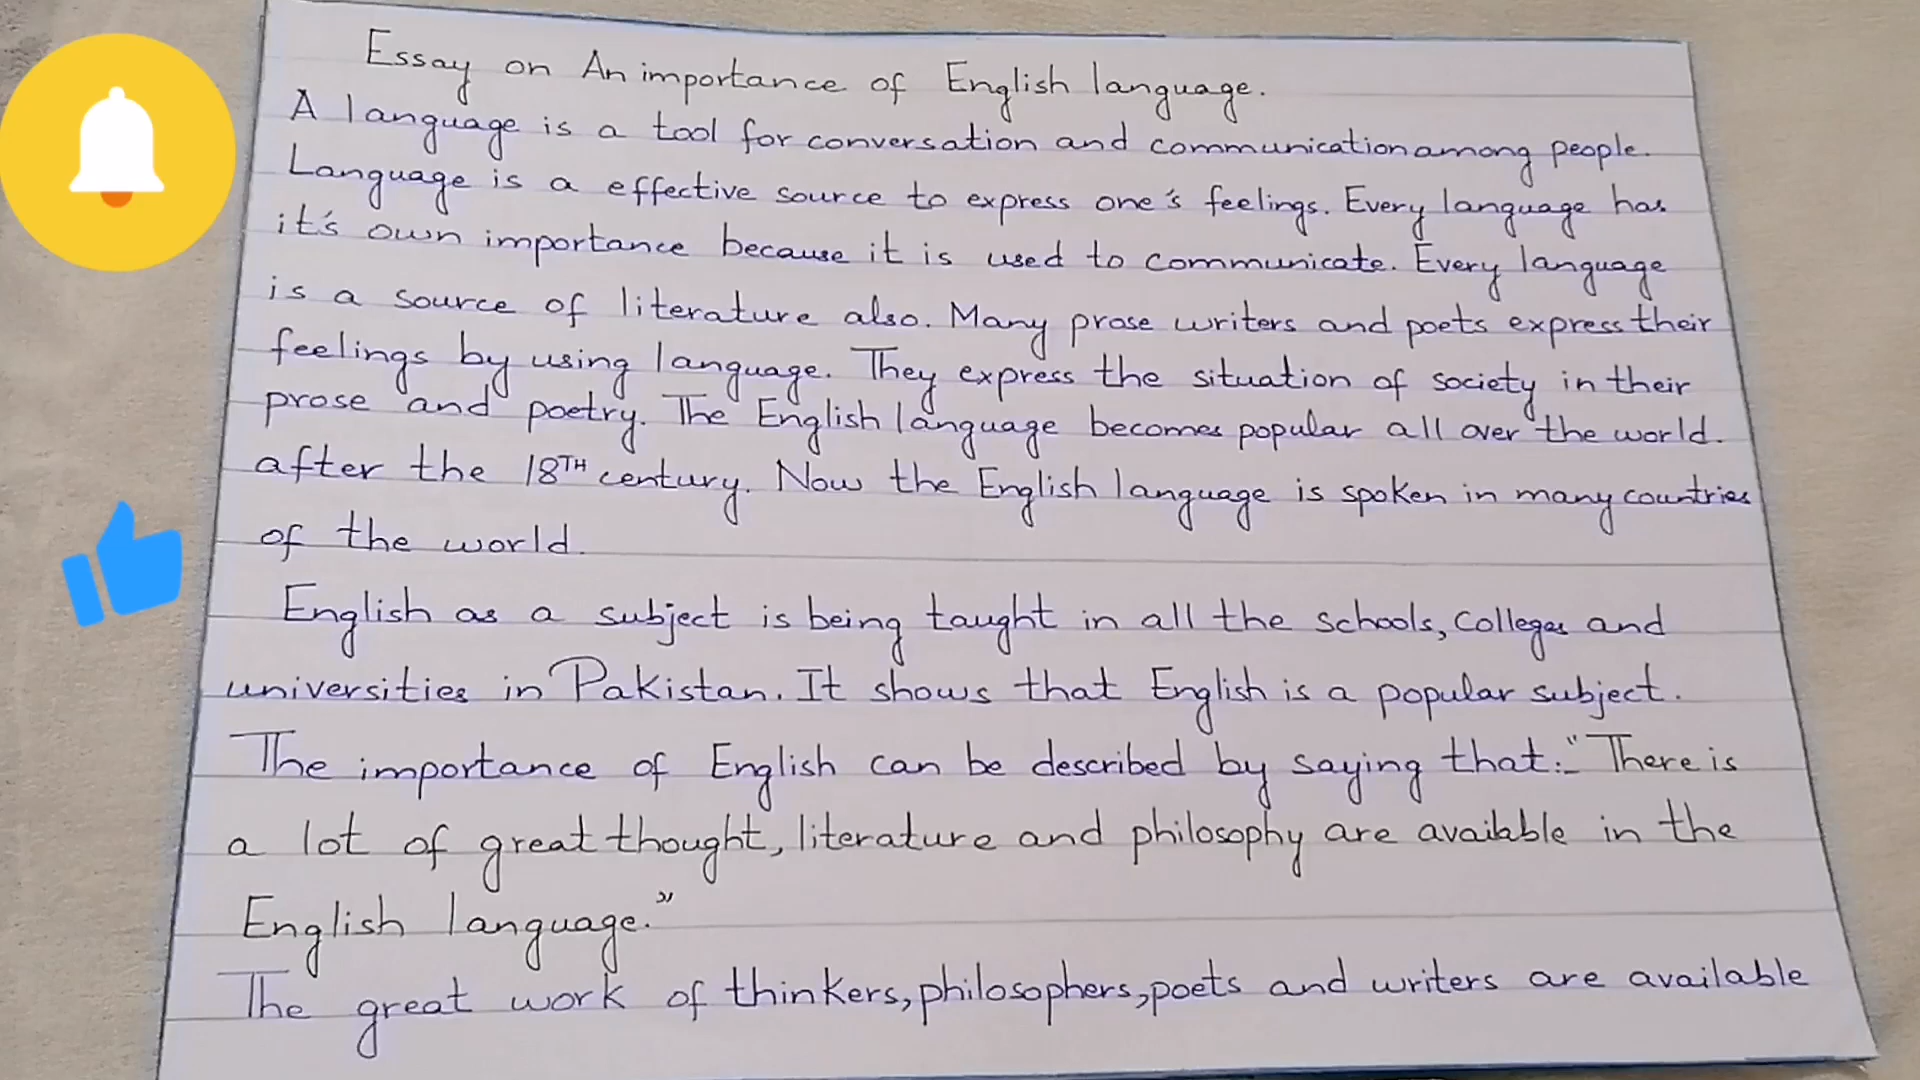 Essay on An importance of English language.
A language is a tool for conversation and communication among people.
Language is a effective source to express one's feelings. Every language has
it's own importance because it is used to communicate. Every language
is a source of literature also. Many prose writers and poets express their
feelings by using language. They express the situation of society in their
prose and poetry. The English language becomes popular all over the world.
after the 18TH century. Now the English language is spoken in many countries
of the world.
English as a subject is being taught in all the schools, colleges and
universities in Pakistan. It shows that English is a popular subject.
The importance of English can be described by saying that:- "There is
a lot of great thought, literature and philosophy are available in the
English language."
The great work of thinkers, philosophers, poets and writers are available